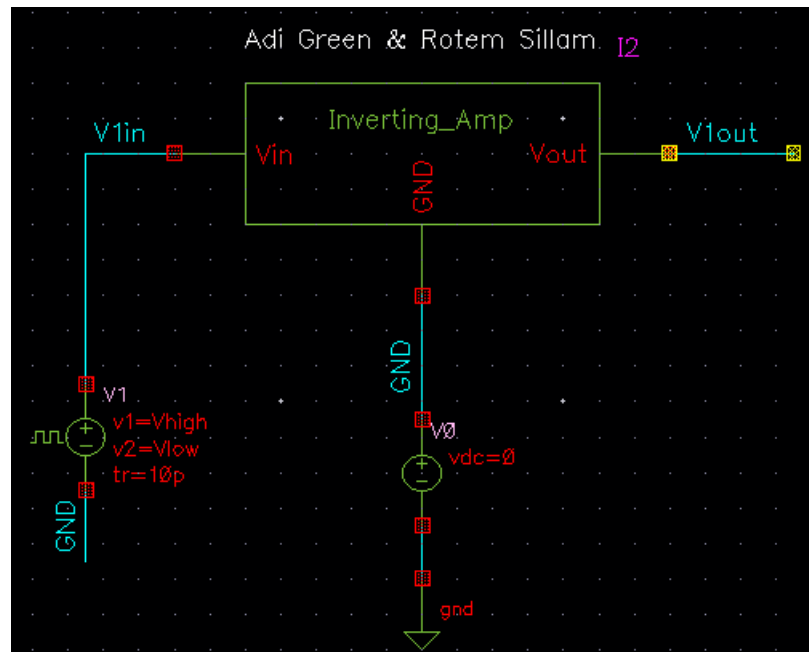 Adi Green & Rotem Sillam.
I2
Inverting_Amp
V1in
Vin
Vout
V1out
GND
GND
V1
v1=Vhigh
v2=Vlow
tr=10p
GND
V0
vdc=0
gnd